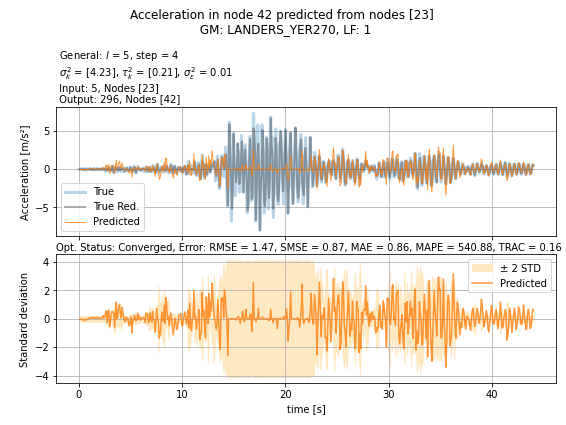 Acceleration in node 42 predicted from nodes [23]
GM: LANDERS_YER270, LF: 1
General: l = 5, step = 4
σ²ₖ = [4.23], τ²ₖ = [0.21], σ²ε = 0.01
Input: 5, Nodes [23]
Output: 296, Nodes [42]
Acceleration [m/s²]
5
0
−5
True
True Red.
Predicted
Opt. Status: Converged, Error: RMSE = 1.47, SMSE = 0.87, MAE = 0.86, MAPE = 540.88, TRAC = 0.16
Standard deviation
4
2
0
−2
−4
± 2 STD
Predicted
0 10 20 30 40
time [s]